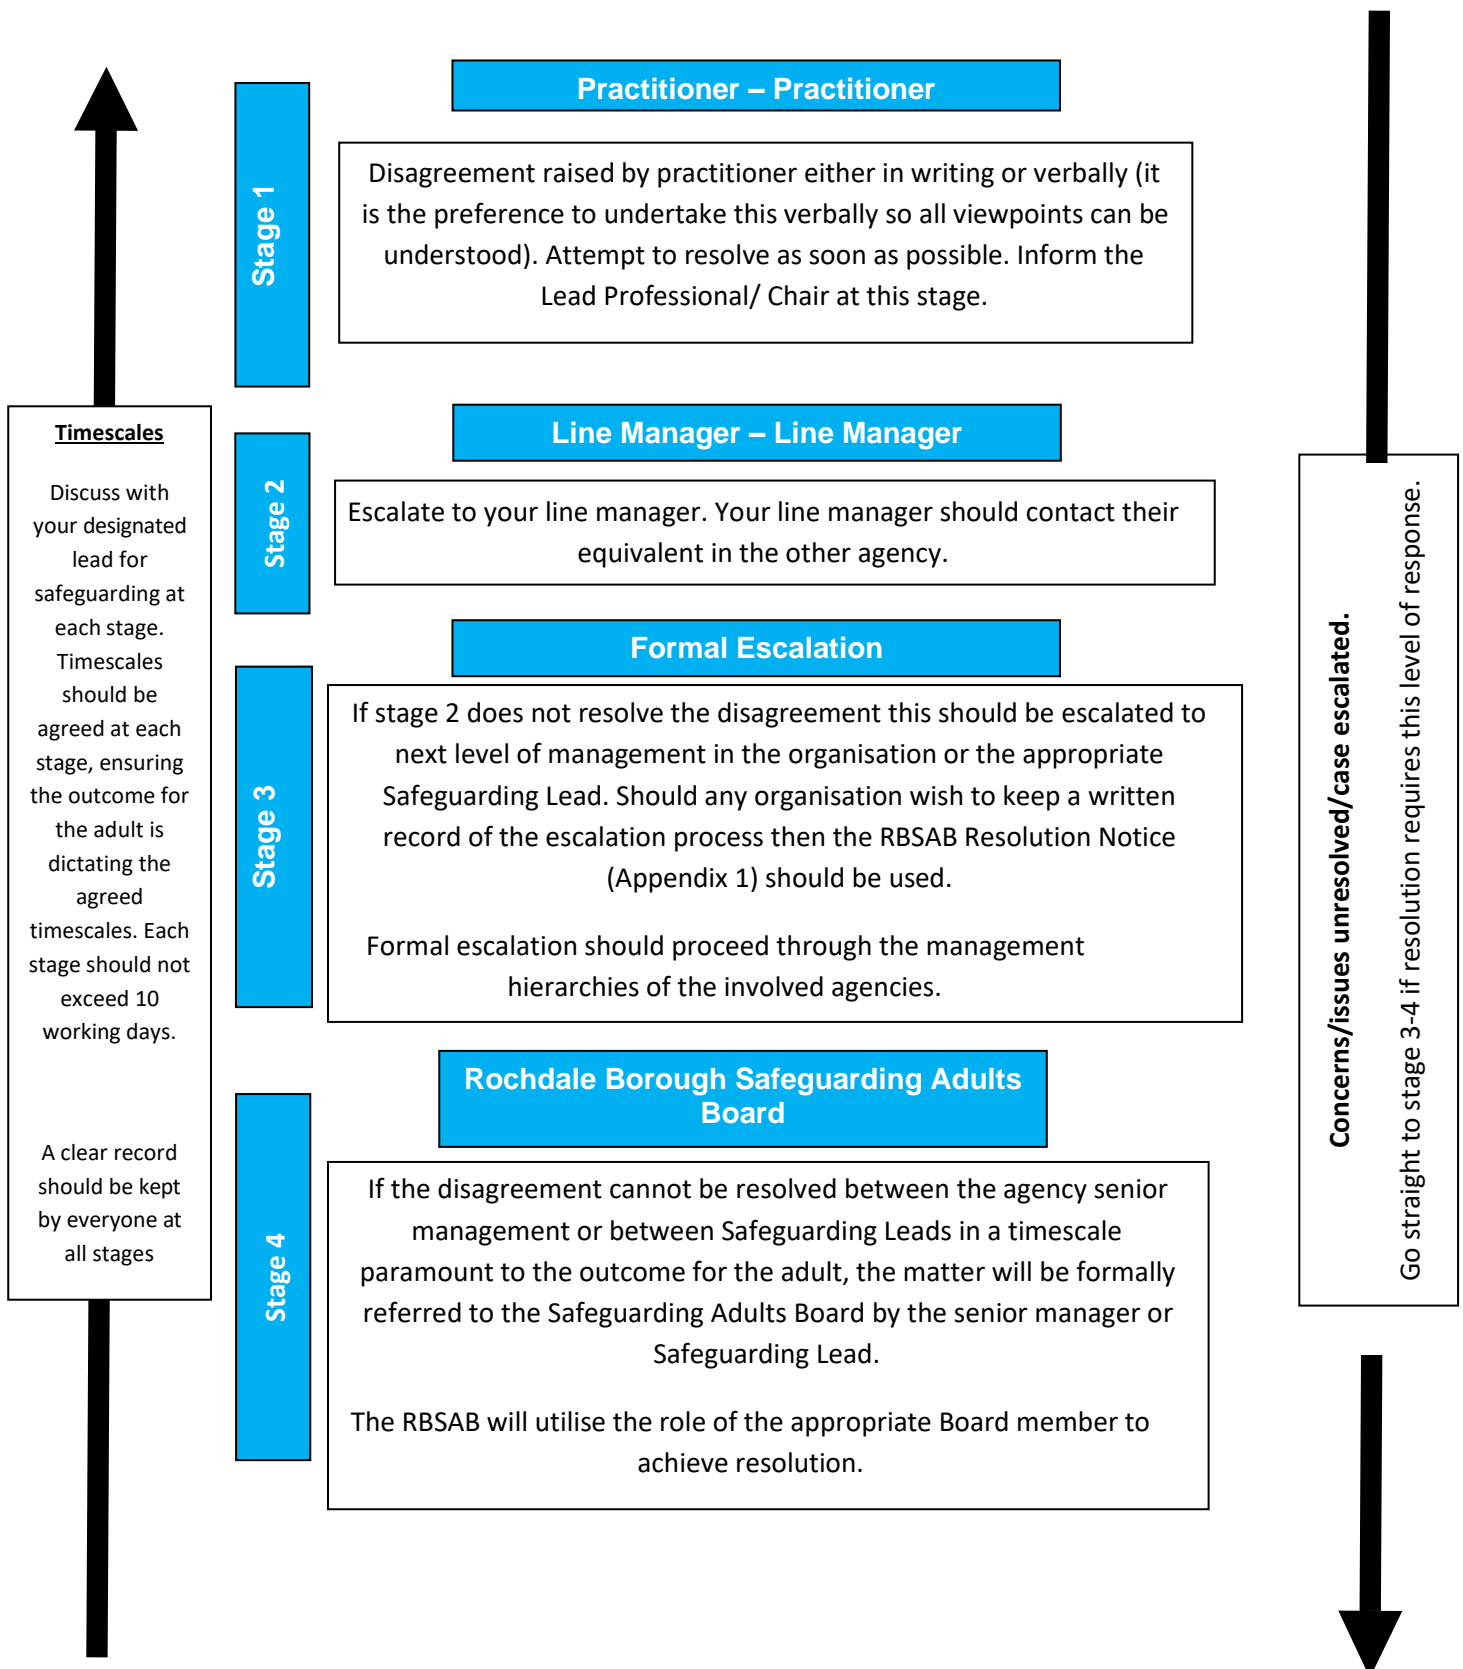 Practitioner – Practitioner
Stage 1
Disagreement raised by practitioner either in writing or verbally (it
is the preference to undertake this verbally so all viewpoints can be
understood). Attempt to resolve as soon as possible. Inform the
Lead Professional/ Chair at this stage.
Timescales
Discuss with
your designated
lead for
safeguarding at
each stage.
Timescales
should be
agreed at each
stage, ensuring
the outcome for
the adult is
dictating the
agreed
timescales. Each
stage should not
exceed 10
working days.
A clear record
should be kept
by everyone at
all stages
Line Manager – Line Manager
Stage 2
Escalate to your line manager. Your line manager should contact their
equivalent in the other agency.
Formal Escalation
Stage 3
If stage 2 does not resolve the disagreement this should be escalated to
next level of management in the organisation or the appropriate
Safeguarding Lead. Should any organisation wish to keep a written
record of the escalation process then the RBSAB Resolution Notice
(Appendix 1) should be used.
Formal escalation should proceed through the management
hierarchies of the involved agencies.
Rochdale Borough Safeguarding Adults
Board
Stage 4
If the disagreement cannot be resolved between the agency senior
management or between Safeguarding Leads in a timescale
paramount to the outcome for the adult, the matter will be formally
referred to the Safeguarding Adults Board by the senior manager or
Safeguarding Lead.
The RBSAB will utilise the role of the appropriate Board member to
achieve resolution.
Concerns/issues unresolved/case escalated.
Go straight to stage 3-4 if resolution requires this level of response.